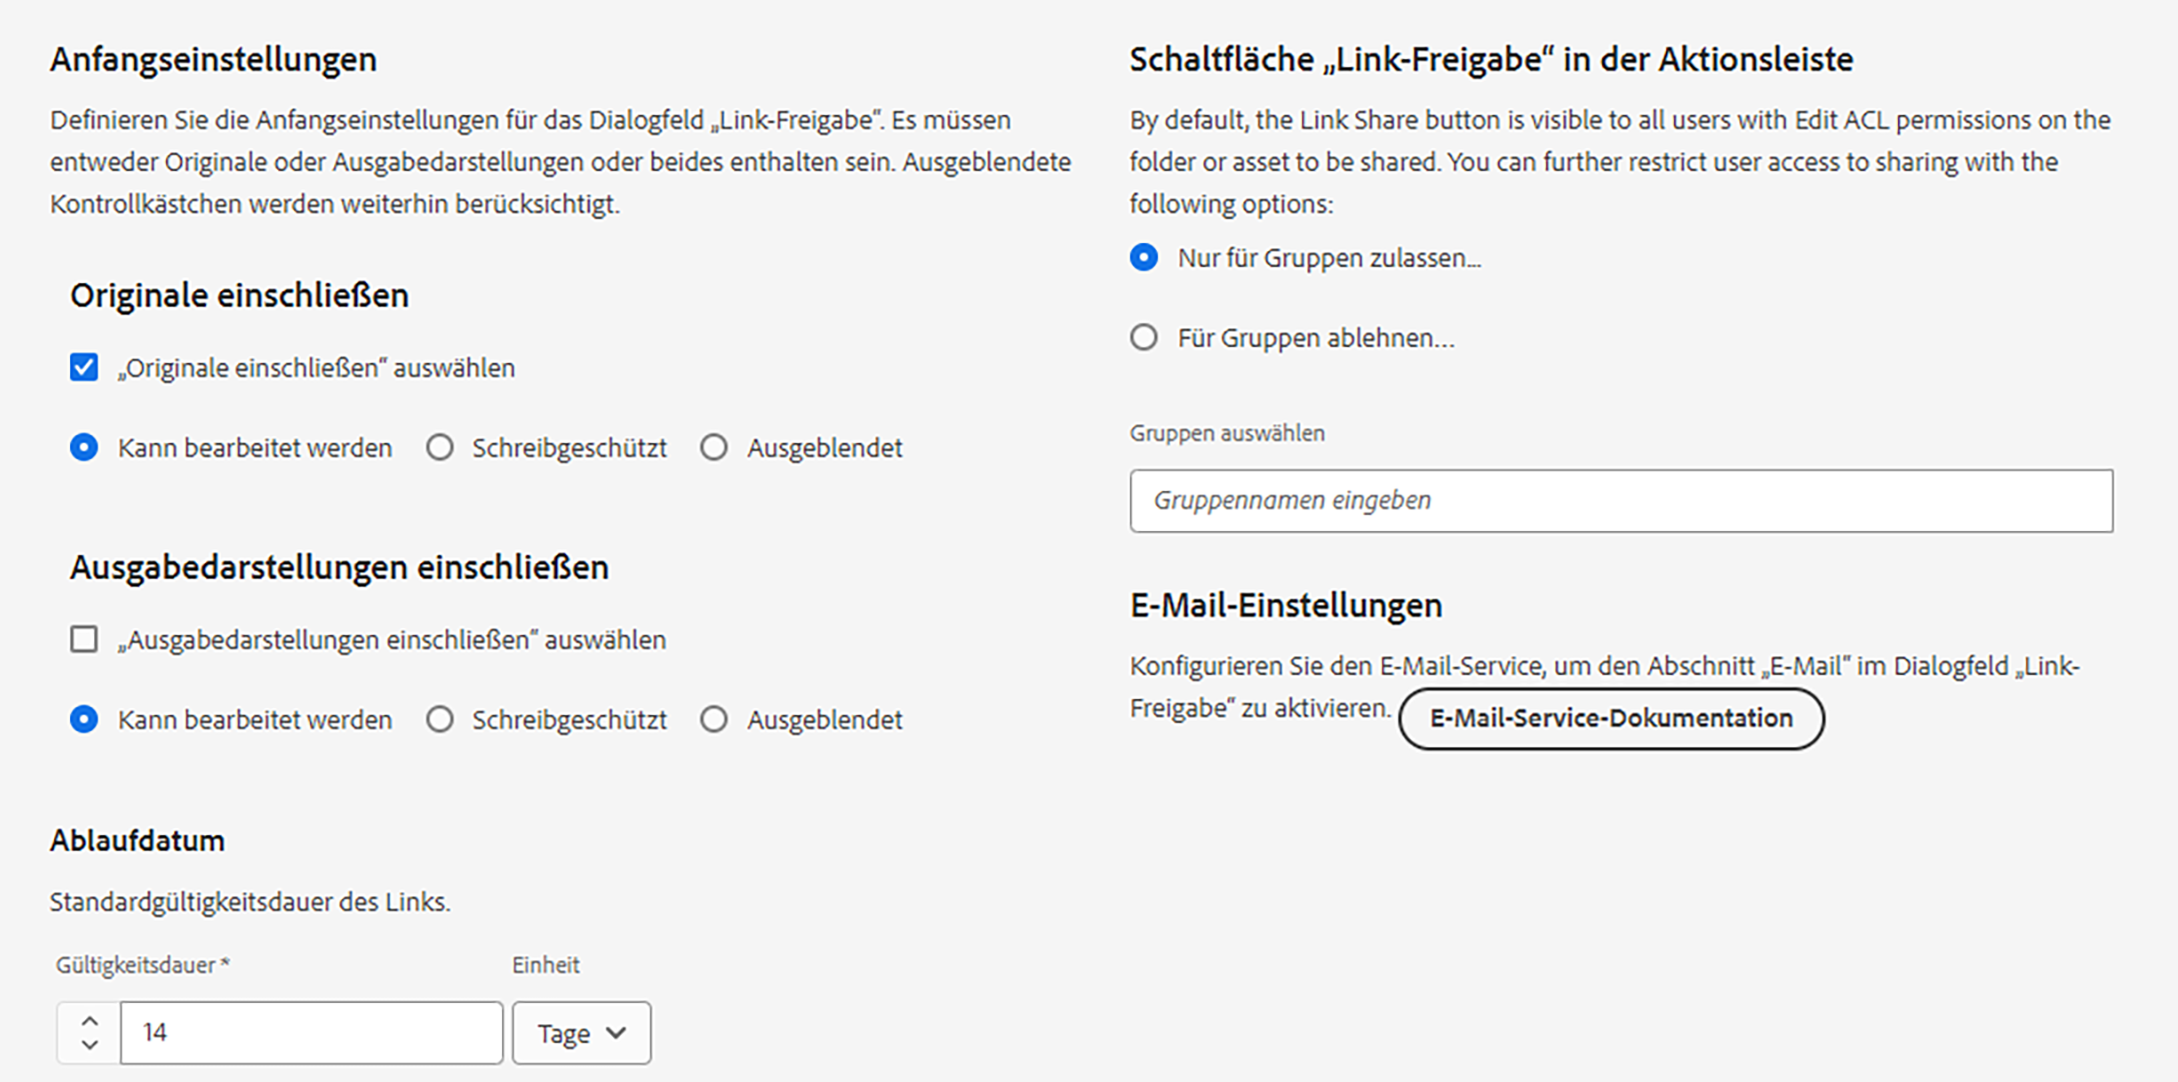 Anfangseinstellungen
Definieren Sie die Anfangseinstellungen für das Dialogfeld „Link-Freigabe“. Es müssen
entweder Originale oder Ausgabedarstellungen oder beides enthalten sein. Ausgeblendete
Kontrollkästchen werden weiterhin berücksichtigt.
Originale einschließen
„Originale einschließen“ auswählen
Kann bearbeitet werden Schreibgeschützt Ausgeblendet
Ausgabedarstellungen einschließen
„Ausgabedarstellungen einschließen“ auswählen
Kann bearbeitet werden Schreibgeschützt Ausgeblendet
Ablaufdatum
Standardgültigkeitsdauer des Links.
Gültigkeitsdauer * Einheit
14 Tage
Schaltfläche „Link-Freigabe“ in der Aktionsleiste
By default, the Link Share button is visible to all users with Edit ACL permissions on the
folder or asset to be shared. You can further restrict user access to sharing with the
following options:
Nur für Gruppen zulassen...
Für Gruppen ablehnen...
Gruppen auswählen
Gruppennamen eingeben
E-Mail-Einstellungen
Konfigurieren Sie den E-Mail-Service, um den Abschnitt „E-Mail“ im Dialogfeld „Link-
Freigabe“ zu aktivieren. E-Mail-Service-Dokumentation